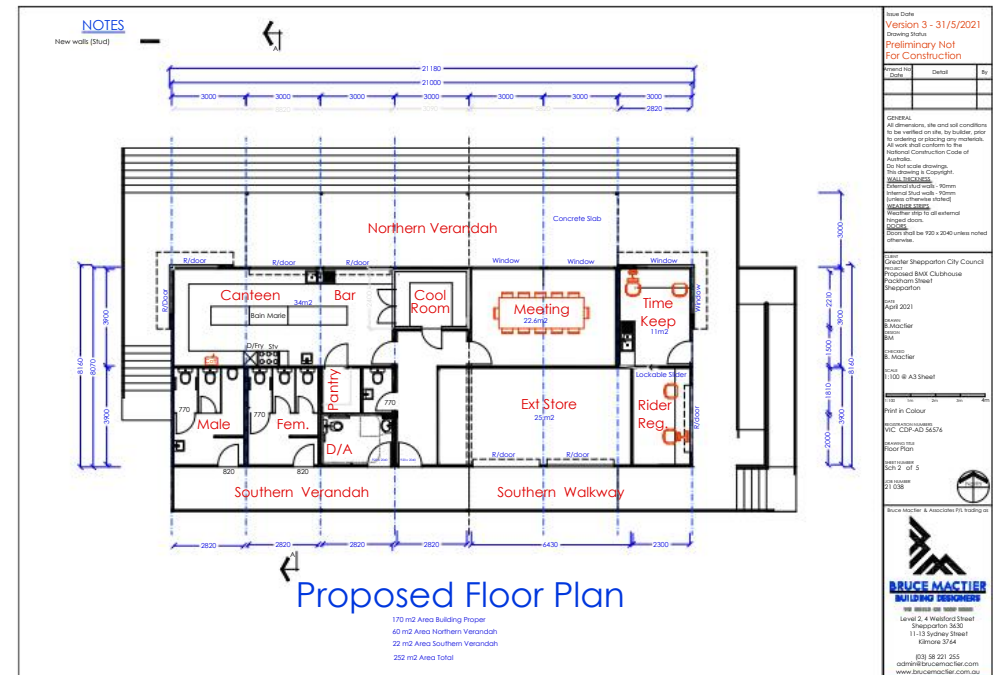 NOTES
New walls (Stud)
A
21180
21000
3000 3000 3000 3000 3000 3000 3000
2820
Northern Verandah
Concrete Slab
R/door R/door R/door Window Window Window
R/Door
Window
Canteen Bar
34m2
Bain Marie
D/Fry Stv
Cool
Room
Meeting
22.6m2
Time
Keep
11m2
Lockable Slider
Pantry
770 770 770
Male Fem.
D/A
Ext Store
25 m2
Rider
Reg.
R/door
R/door R/door
820 820
Southern Verandah Southern Walkway
8160
8070
3900
3900
3000
2210
1500
1810
2000
3900
3900
8160
2820 2820 2820 2820 6430 2300
A
Proposed Floor Plan
170 m2 Area Building Proper
60 m2 Area Northern Verandah
22 m2 Area Southern Verandah
252 m2 Area Total
Issue Date
Version 3 - 31/5/2021
Drawing Status
Preliminary Not
For Construction
Amend No
Date Detail By
GENERAL
All dimensions, site and soil conditions
to be verified on site, by builder, prior
to ordering or placing any materials.
All work shall conform to the
National Construction Code of
Australia.
Do Not scale drawings.
This drawing is Copyright.
WALL THICKNESS
External stud walls - 90mm
Internal Stud walls - 90mm
(unless otherwise stated)
WEATHER STRIPS
Weather strip to all external
hinged doors.
DOORS
Doors shall be 920 x 2040 unless noted
otherwise.
CLIENT
Greater Shepparton City Council
PROJECT
Proposed BMX Clubhouse
Packham Street
Shepparton
DATE
April 2021
DRAWN
B.Mactier
DESIGN
BM
CHECKED
B. Mactier
SCALE
1:100 @ A3 Sheet
1:100 1m 2m 3m 4m
Print in Colour
REGISTRATION NUMBERS
VIC CDP-AD 56576
DRAWING TITLE
Floor Plan
SHEET NUMBER
Sch 2 of 5
JOB NUMBER
21 038
Bruce Mactier & Associates P/L trading as
BRUCE MACTIER
BUILDING DESIGNERS
Level 2, 4 Welsford Street
Shepparton 3630
11-13 Sydney Street
Kilmore 3764
(03) 58 221 255
admin@brucemactier.com
www.brucemactier.com.au